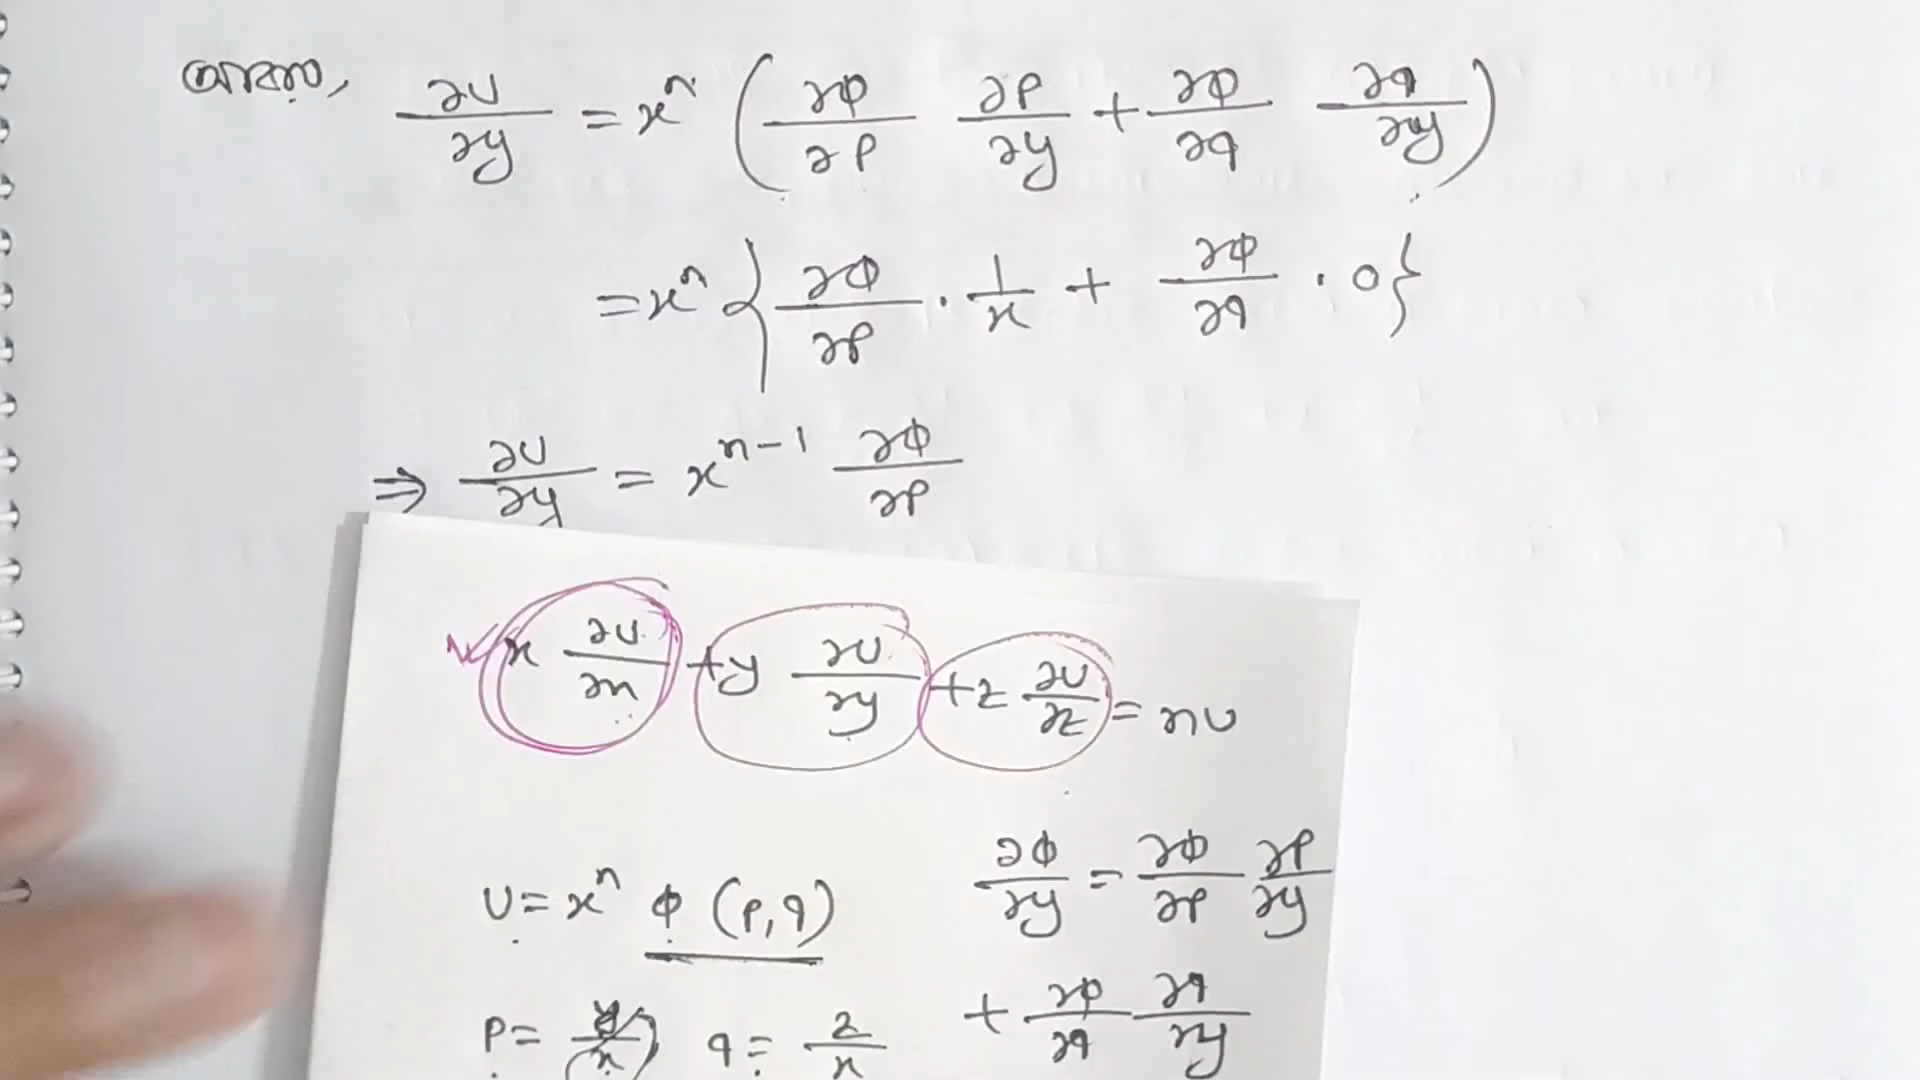 আবার, ∂U/∂y = xⁿ (∂Φ/∂p ∂p/∂y + ∂Φ/∂q ∂q/∂y)
= xⁿ {∂Φ/∂p · 1/x + ∂Φ/∂q · 0}
⇒ ∂U/∂y = xⁿ⁻¹ ∂Φ/∂p
x ∂U/∂x + y ∂U/∂y + z ∂U/∂z = nU
U = xⁿ Φ (p, q)
∂Φ/∂y = ∂Φ/∂p ∂p/∂y
+ ∂Φ/∂q ∂q/∂y
p = y/x q = z/x